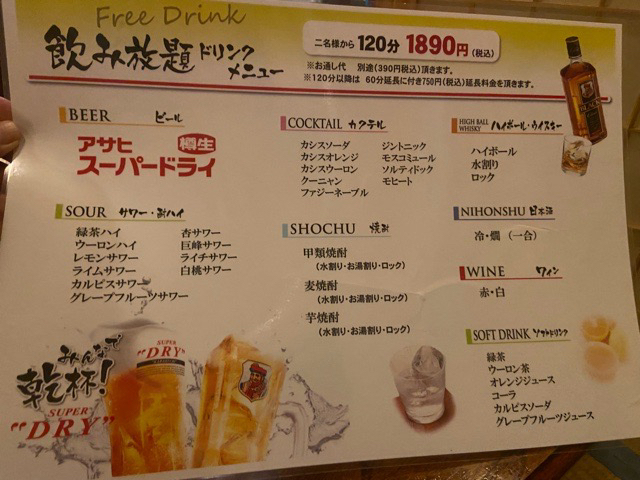 Free Drink
飲み放題ドリンクメニュー
二名様から 120分 1890円(税込)
※お通し代 別途(390円税込)頂きます。
※120分以降は 60分延長に付き750円(税込)延長料金を頂きます。
BEER ビール
アサヒ 樽生
スーパードライ
SOUR サワー・酎ハイ
緑茶ハイ
ウーロンハイ
レモンサワー
ライムサワー
カルピスサワー
グレープフルーツサワー
杏サワー
巨峰サワー
ライチサワー
白桃サワー
みんなで
乾杯!
SUPER
"DRY"
SUPER
"DRY"
COCKTAIL カクテル
カシスソーダ
カシスオレンジ
カシスウーロン
クーニャン
ファジーネーブル
ジントニック
モスコミュール
ソルティドック
モヒート
SHOCHU 焼酎
甲類焼酎
(水割り・お湯割り・ロック)
麦焼酎
(水割り・お湯割り・ロック)
芋焼酎
(水割り・お湯割り・ロック)
HIGH BALL
WHISKY ハイボール・ウイスキー
ハイボール
水割り
ロック
NIHONSHU 日本酒
冷・燗 (一合)
WINE ワイン
赤・白
SOFT DRINK ソフトドリンク
緑茶
ウーロン茶
オレンジジュース
コーラ
カルピスソーダ
グレープフルーツジュース